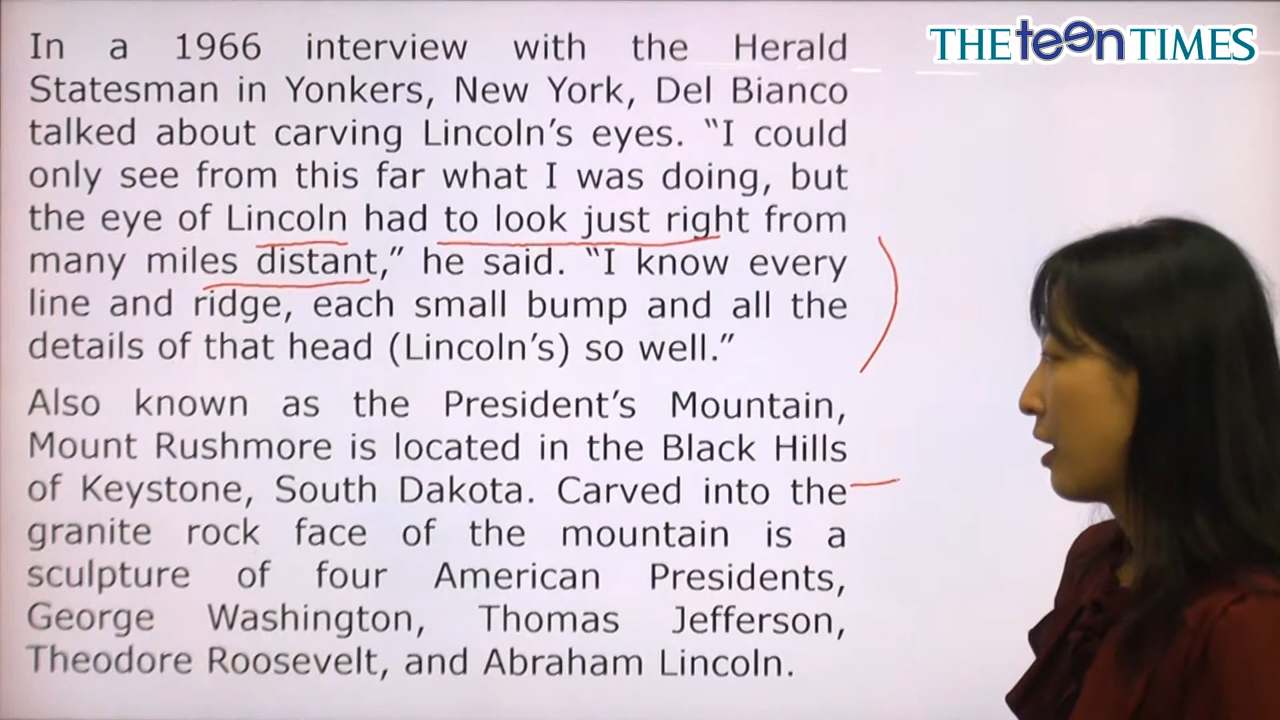 THE teen TIMES
In a 1966 interview with the Herald
Statesman in Yonkers, New York, Del Bianco
talked about carving Lincoln's eyes. “I could
only see from this far what I was doing, but
the eye of Lincoln had to look just right from
many miles distant,” he said. “I know every
line and ridge, each small bump and all the
details of that head (Lincoln's) so well.”
Also known as the President's Mountain,
Mount Rushmore is located in the Black Hills
of Keystone, South Dakota. Carved into the
granite rock face of the mountain is a
sculpture of four American Presidents,
George Washington, Thomas Jefferson,
Theodore Roosevelt, and Abraham Lincoln.